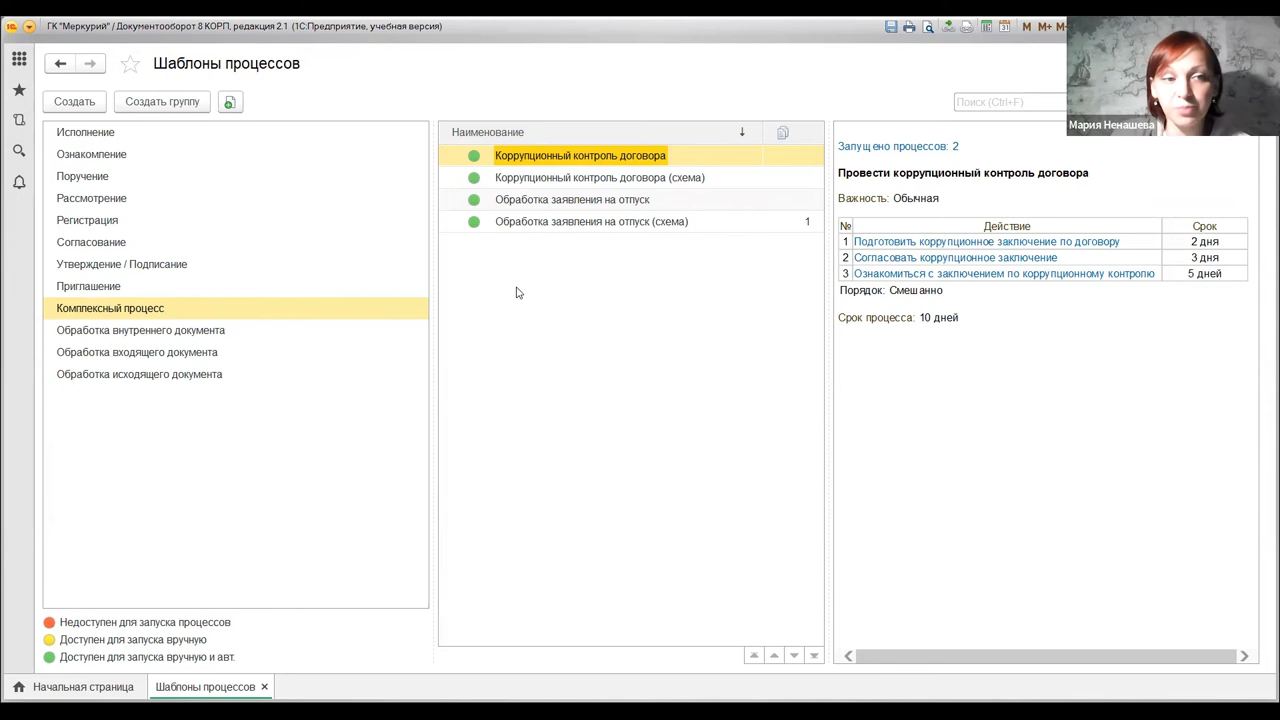 ГК "Меркурий" / Документооборот 8 КОРП, редакция 2.1 (1С:Предприятие, учебная версия)
M M+ M-
Шаблоны процессов
Создать Создать группу Поиск (Ctrl+F)
Мария Ненашева
Исполнение
Ознакомление
Поручение
Рассмотрение
Регистрация
Согласование
Утверждение / Подписание
Приглашение
Комплексный процесс
Обработка внутреннего документа
Обработка входящего документа
Обработка исходящего документа
Недоступен для запуска процессов
Доступен для запуска вручную
Доступен для запуска вручную и авт.
Наименование
Коррупционный контроль договора
Коррупционный контроль договора (схема)
Обработка заявления на отпуск
Обработка заявления на отпуск (схема) 1
Запущено процессов: 2
Провести коррупционный контроль договора
Важность: Обычная
№ Действие Срок
1 Подготовить коррупционное заключение по договору 2 дня
2 Согласовать коррупционное заключение 3 дня
3 Ознакомиться с заключением по коррупционному контролю 5 дней
Порядок: Смешанно
Срок процесса: 10 дней
Начальная страница Шаблоны процессов ×